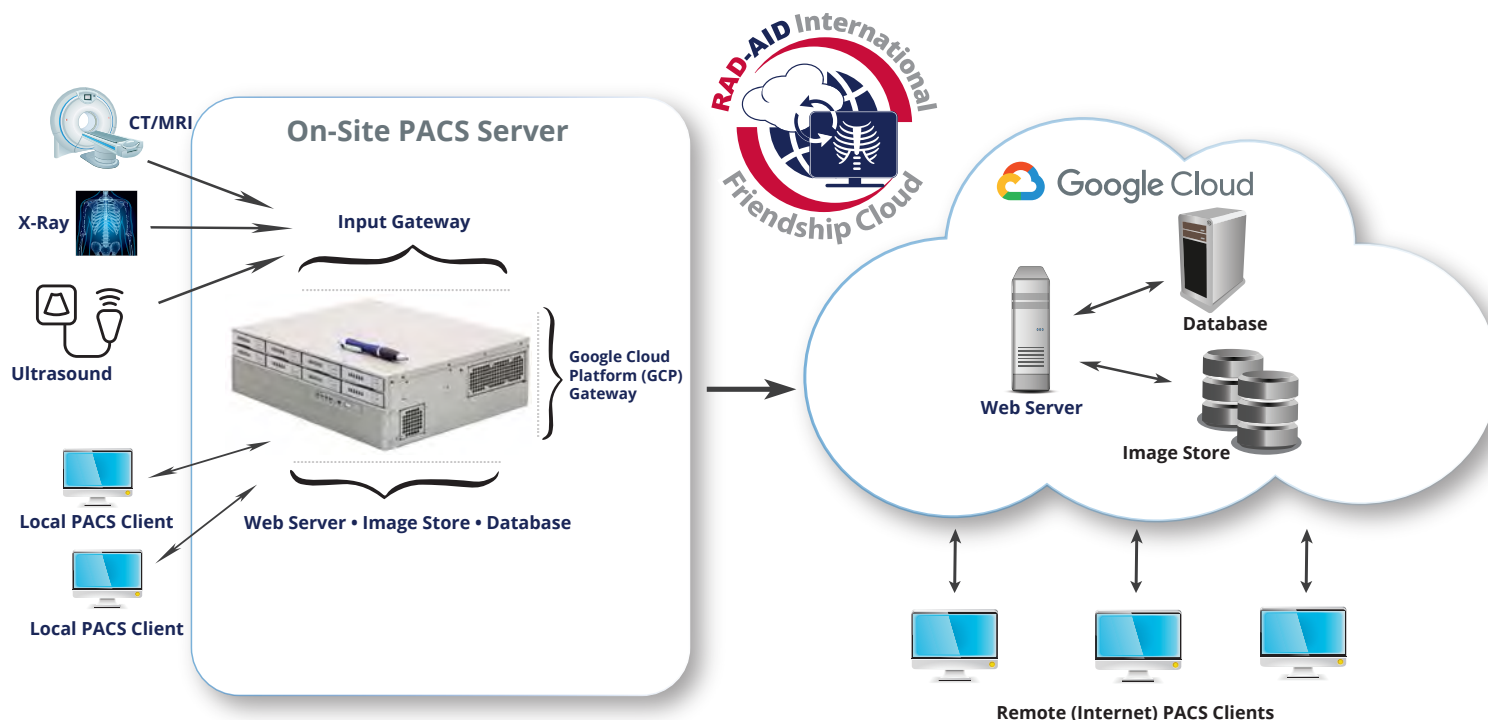 RAD-AID International
Friendship Cloud
CT/MRI
On-Site PACS Server
X-Ray
Input Gateway
Ultrasound
Google Cloud
Platform (GCP)
Gateway
Local PACS Client
Web Server • Image Store • Database
Local PACS Client
Google Cloud
Database
Web Server
Image Store
Remote (Internet) PACS Clients